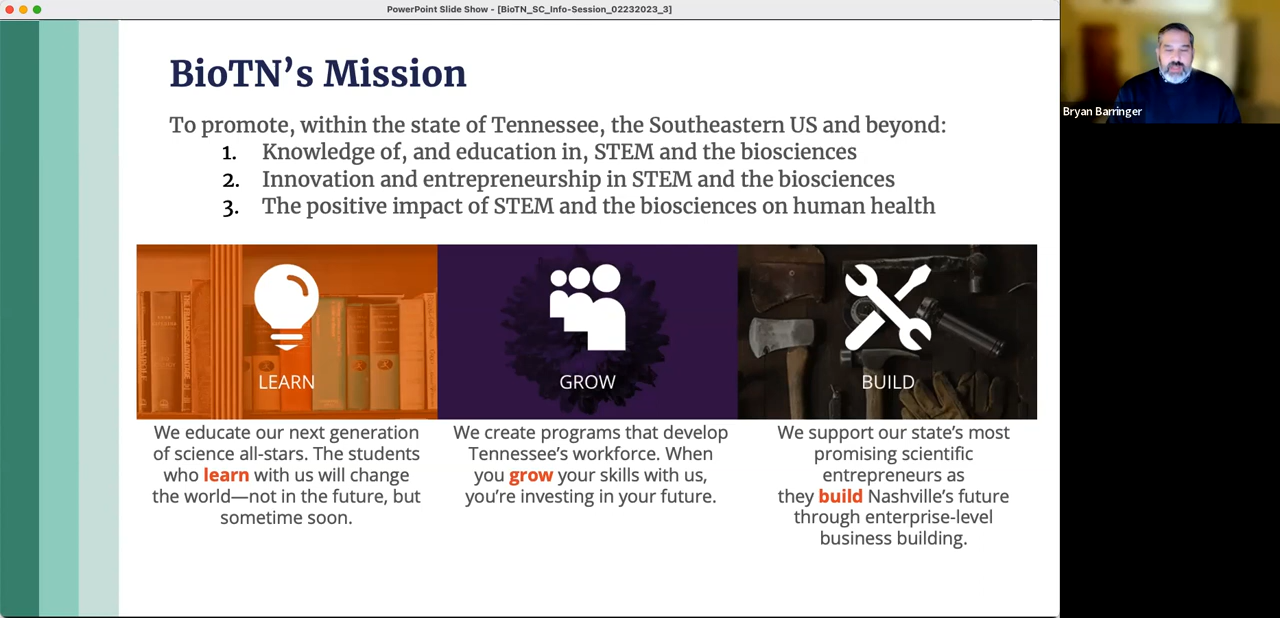 PowerPoint Slide Show - [BioTN_SC_Info-Session_02232023_3]
BioTN's Mission
To promote, within the state of Tennessee, the Southeastern US and beyond:
1. Knowledge of, and education in, STEM and the biosciences
2. Innovation and entrepreneurship in STEM and the biosciences
3. The positive impact of STEM and the biosciences on human health
LEARN
We educate our next generation
of science all-stars. The students
who learn with us will change
the world—not in the future, but
sometime soon.
GROW
We create programs that develop
Tennessee's workforce. When
you grow your skills with us,
you're investing in your future.
BUILD
We support our state's most
promising scientific
entrepreneurs as
they build Nashville's future
through enterprise-level
business building.
Bryan Barringer